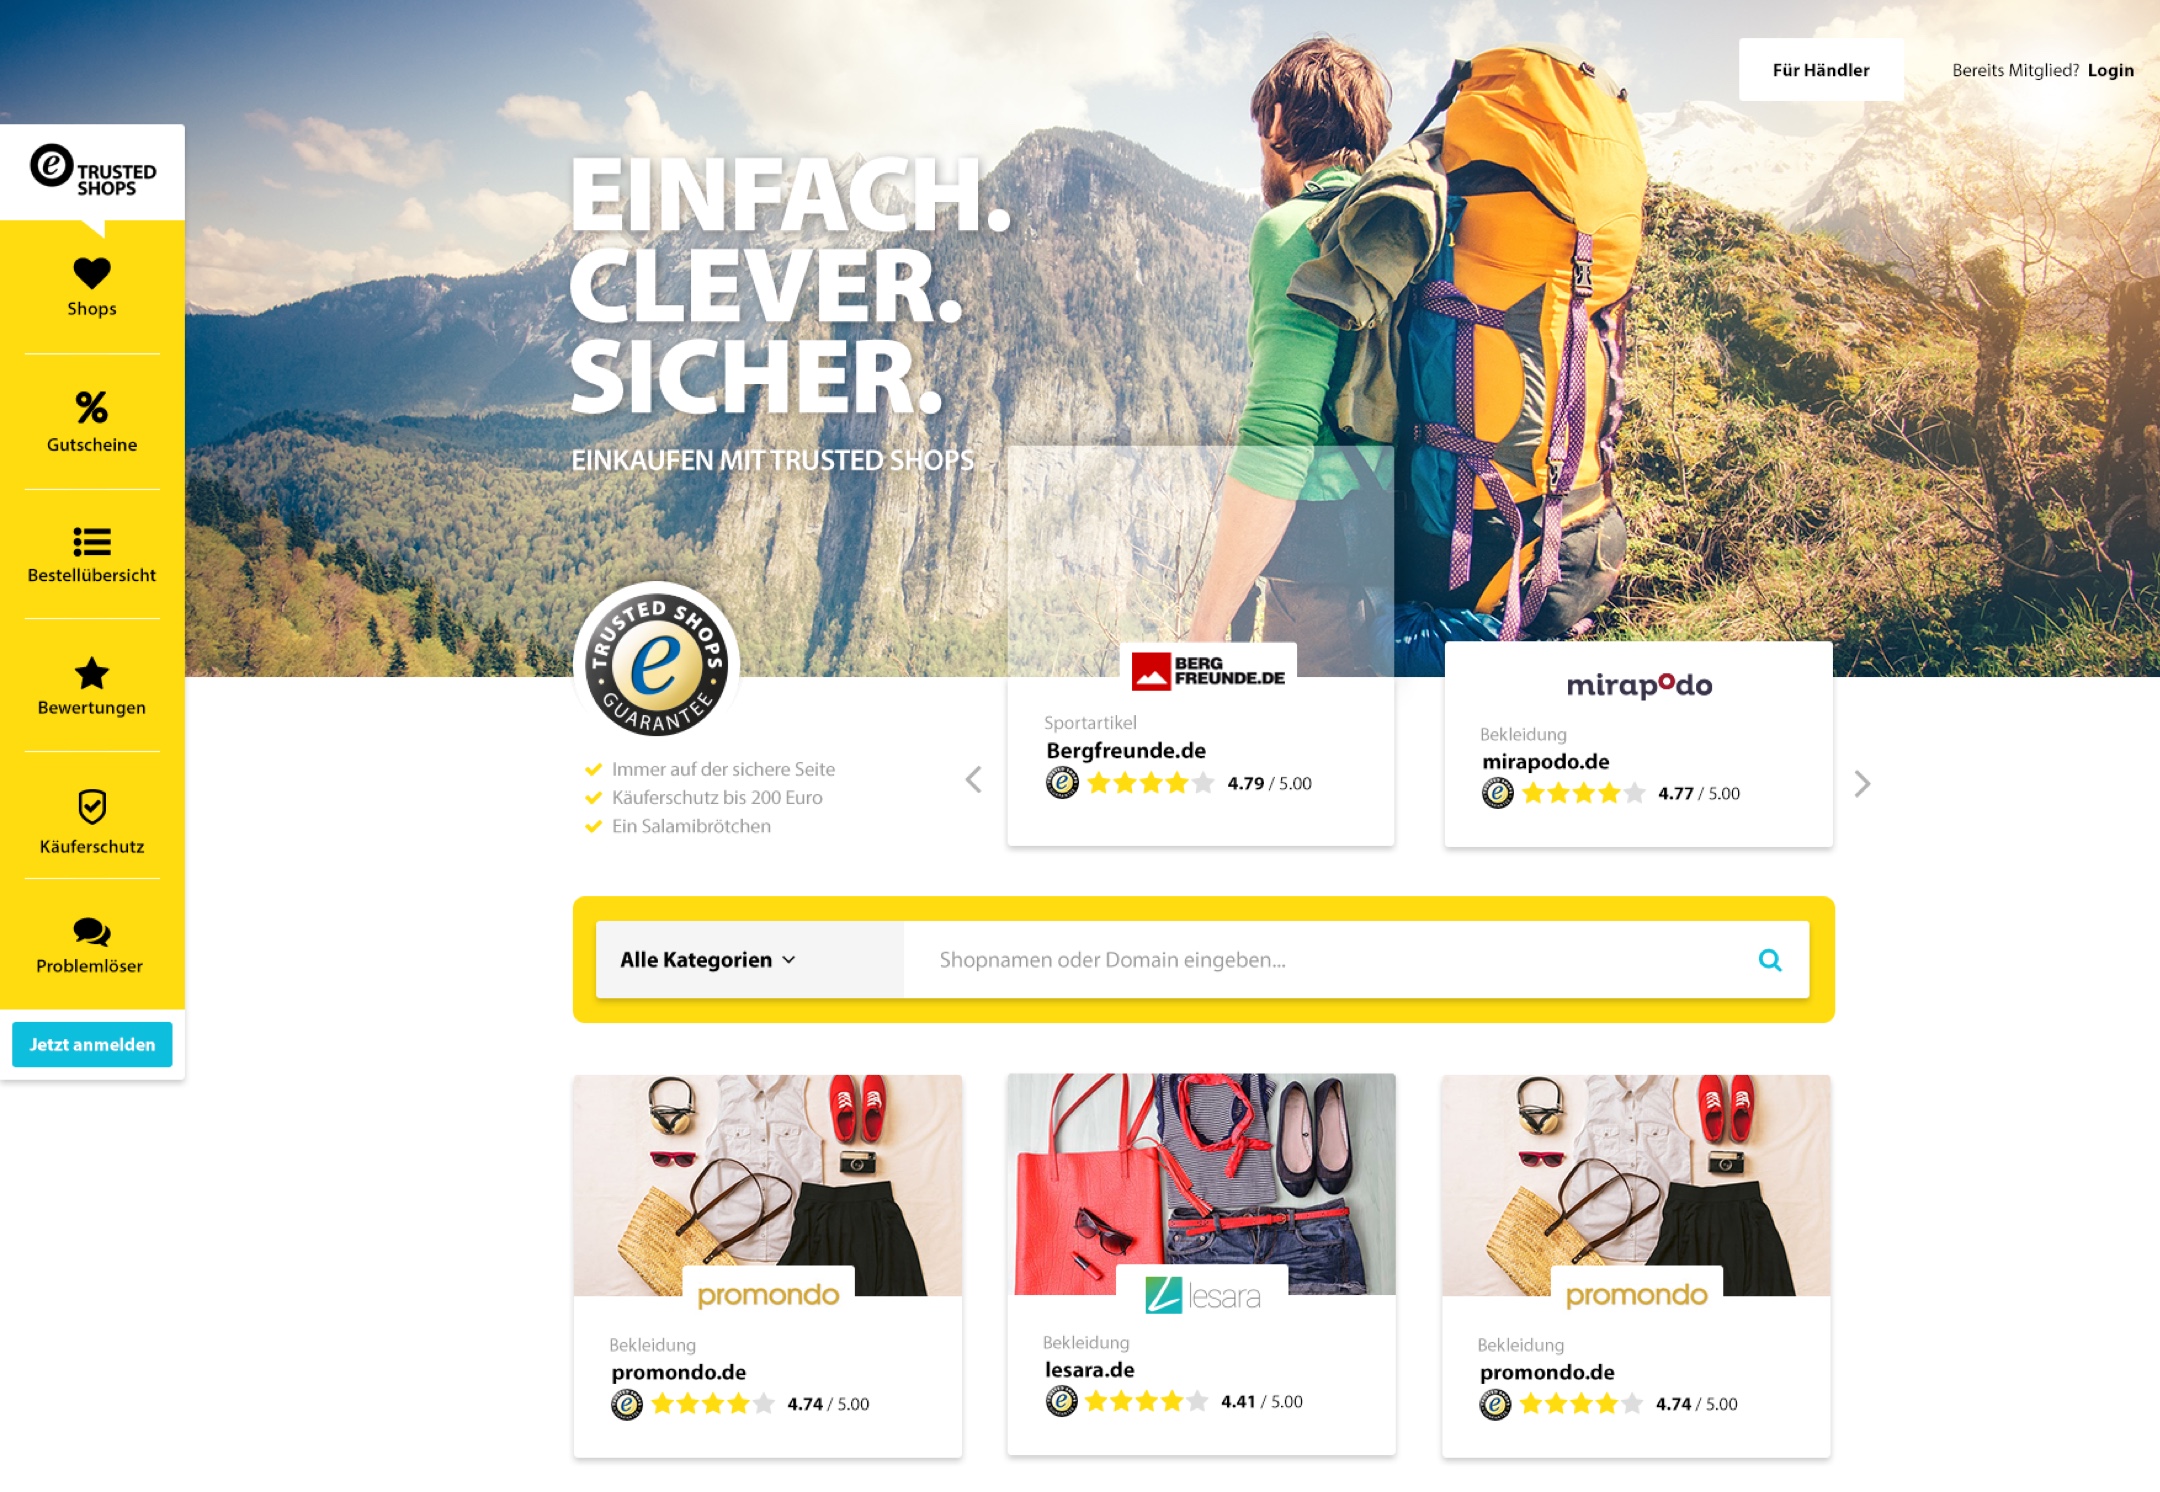 Für Händler
Bereits Mitglied? Login
e TRUSTED
SHOPS
Shops
Gutscheine
Bestellübersicht
Bewertungen
Käuferschutz
Problemlöser
Jetzt anmelden
EINFACH.
CLEVER.
SICHER.
EINKAUFEN MIT TRUSTED SHOPS
TRUSTED SHOPS
e
GUARANTEE
Immer auf der sichere Seite
Käuferschutz bis 200 Euro
Ein Salamibrötchen
BERG
FREUNDE.DE
Sportartikel
Bergfreunde.de
4.79 / 5.00
mirapodo
Bekleidung
mirapodo.de
4.77 / 5.00
Alle Kategorien
Shopnamen oder Domain eingeben...
promondo
Bekleidung
promondo.de
4.74 / 5.00
lesara
Bekleidung
lesara.de
4.41 / 5.00
promondo
Bekleidung
promondo.de
4.74 / 5.00